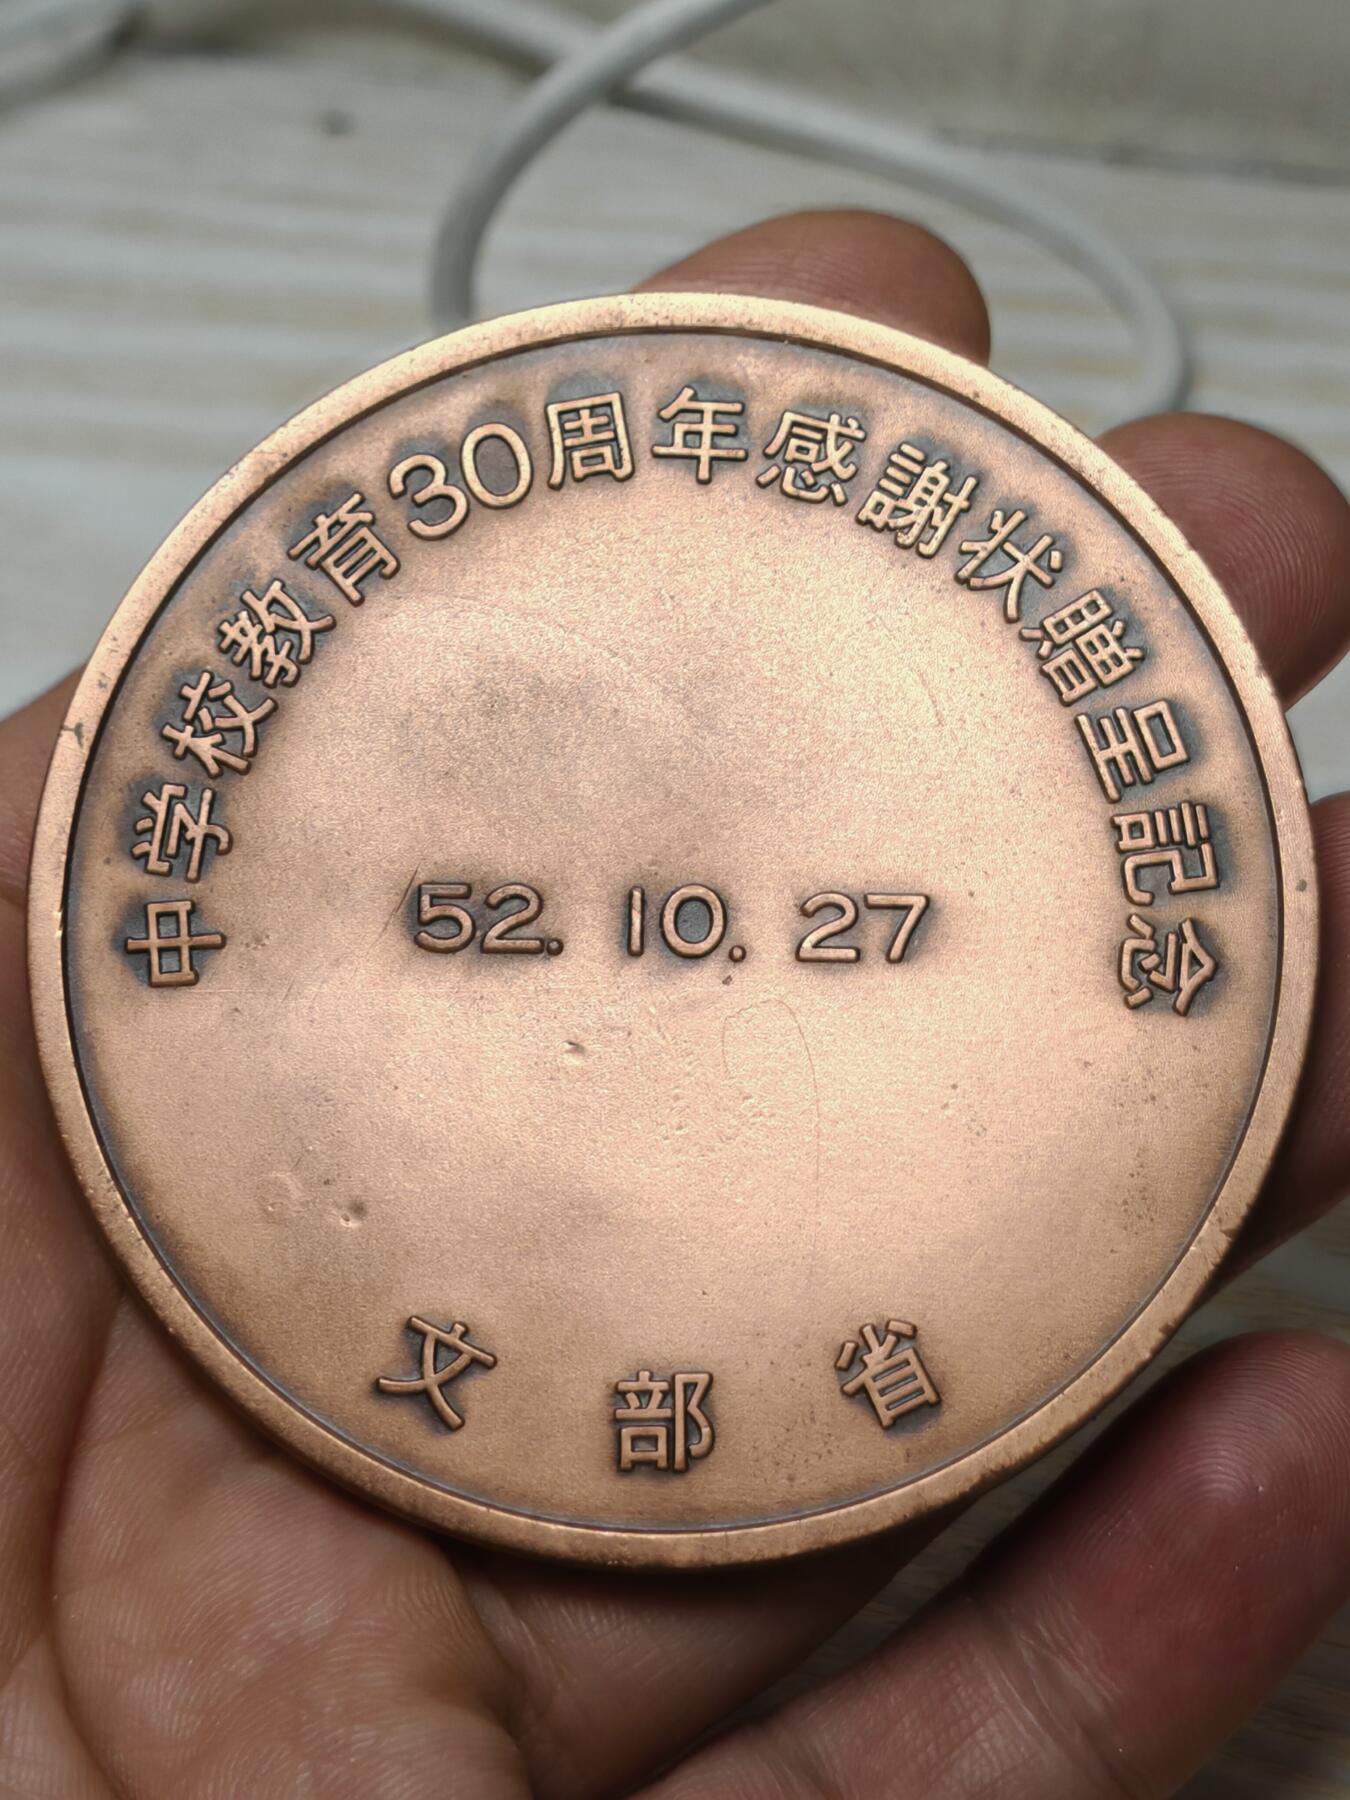 中学校教育30周年感謝状贈呈記念
52. 10. 27
文部省